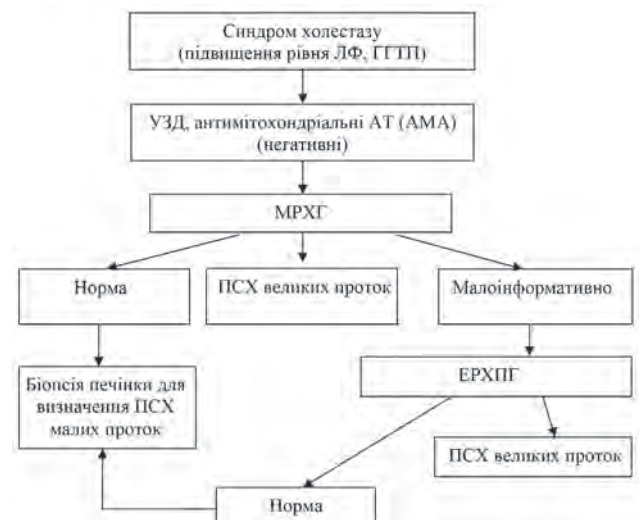 Синдром холестазу
(підвищення рівня ЛФ, ГГТП)
УЗД, антимітохондріальні АТ (АМА)
(негативні)
МРХГ
Норма
ПСХ великих проток
Малоінформативно
Біопсія печінки для
визначення ПСХ
малих проток
ЕРХПГ
ПСХ великих проток
Норма